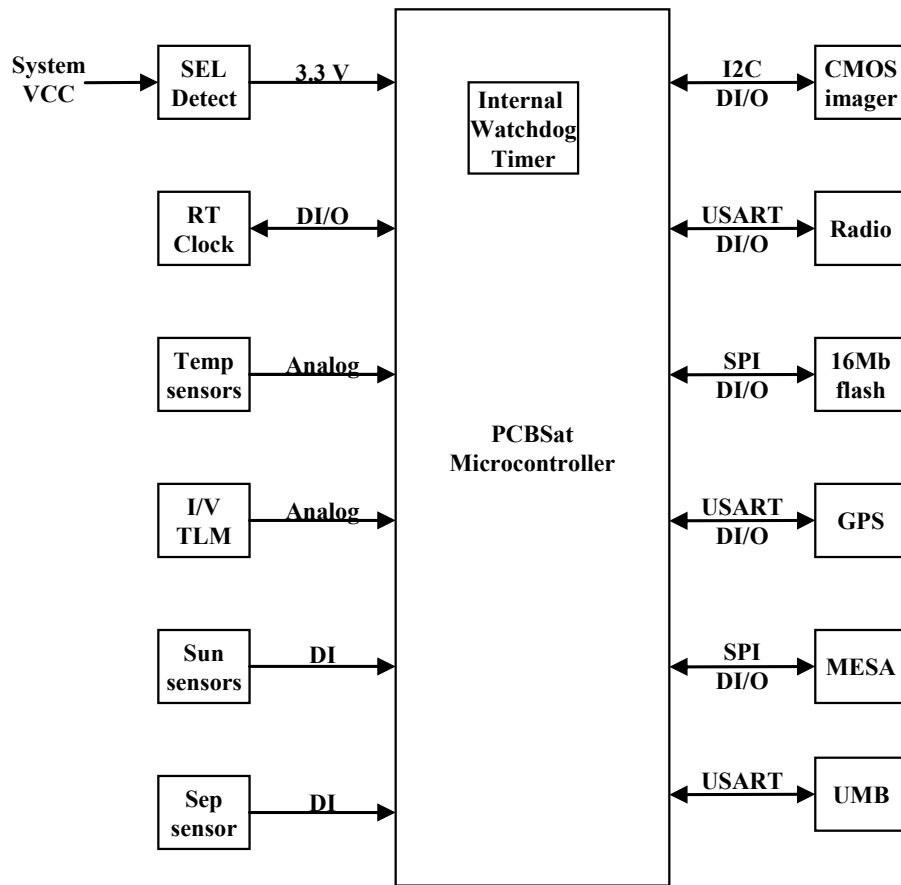 System
VCC
SEL
Detect
3.3 V
Internal
Watchdog
Timer
I2C
DI/O
CMOS
imager
RT
Clock
DI/O
USART
DI/O
Radio
Temp
sensors
Analog
SPI
DI/O
16Mb
flash
PCBSat
Microcontroller
I/V
TLM
Analog
USART
DI/O
GPS
Sun
sensors
DI
SPI
DI/O
MESA
Sep
sensor
DI
USART
UMB